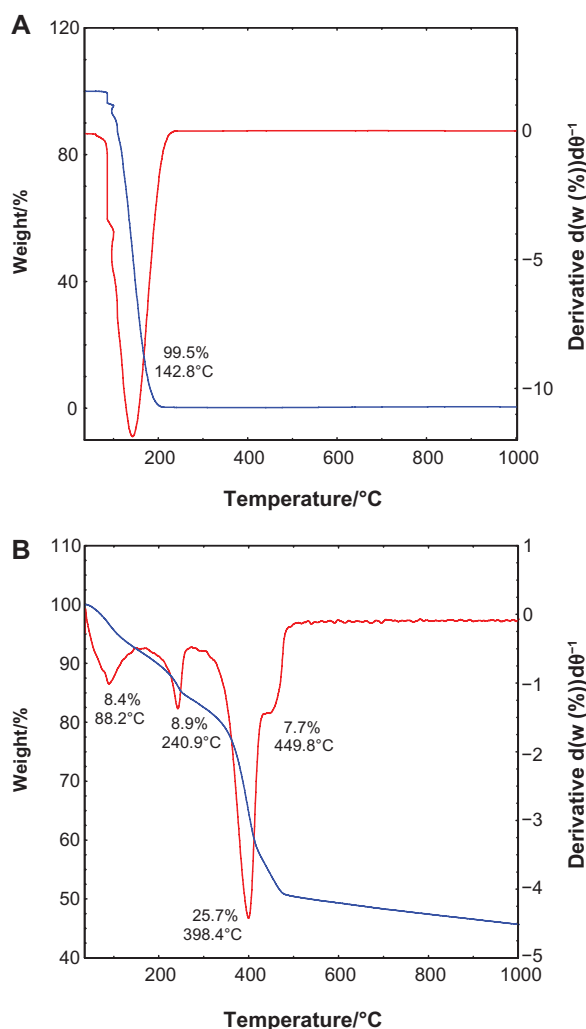 A
120
80
40
0
Weight/%
0
−5
−10
Derivative d(w (%))dθ⁻¹
99.5%
142.8°C
200
400
600
800
1000
Temperature/°C
B
110
100
90
80
70
60
50
40
Weight/%
1
0
−1
−2
−3
−4
−5
Derivative d(w (%))dθ⁻¹
8.4%
88.2°C
8.9%
240.9°C
7.7%
449.8°C
25.7%
398.4°C
200
400
600
800
1000
Temperature/°C